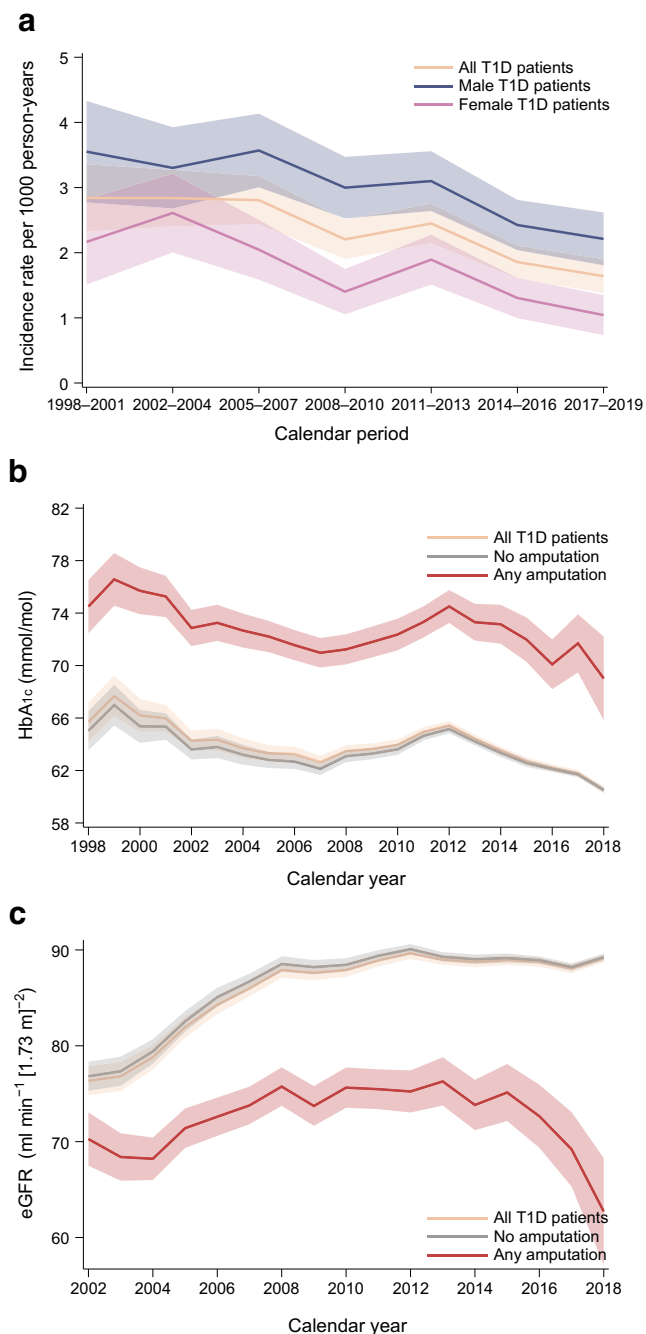 a
5
4
3
2
1
0
Incidence rate per 1000 person-years
All T1D patients
Male T1D patients
Female T1D patients
1998–2001 2002–2004 2005–2007 2008–2010 2011–2013 2014–2016 2017–2019
Calendar period
b
82
78
74
70
66
62
58
HbA1c (mmol/mol)
All T1D patients
No amputation
Any amputation
1998 2000 2002 2004 2006 2008 2010 2012 2014 2016 2018
Calendar year
c
90
80
70
60
eGFR (ml min−1 [1.73 m]−2)
All T1D patients
No amputation
Any amputation
2002 2004 2006 2008 2010 2012 2014 2016 2018
Calendar year